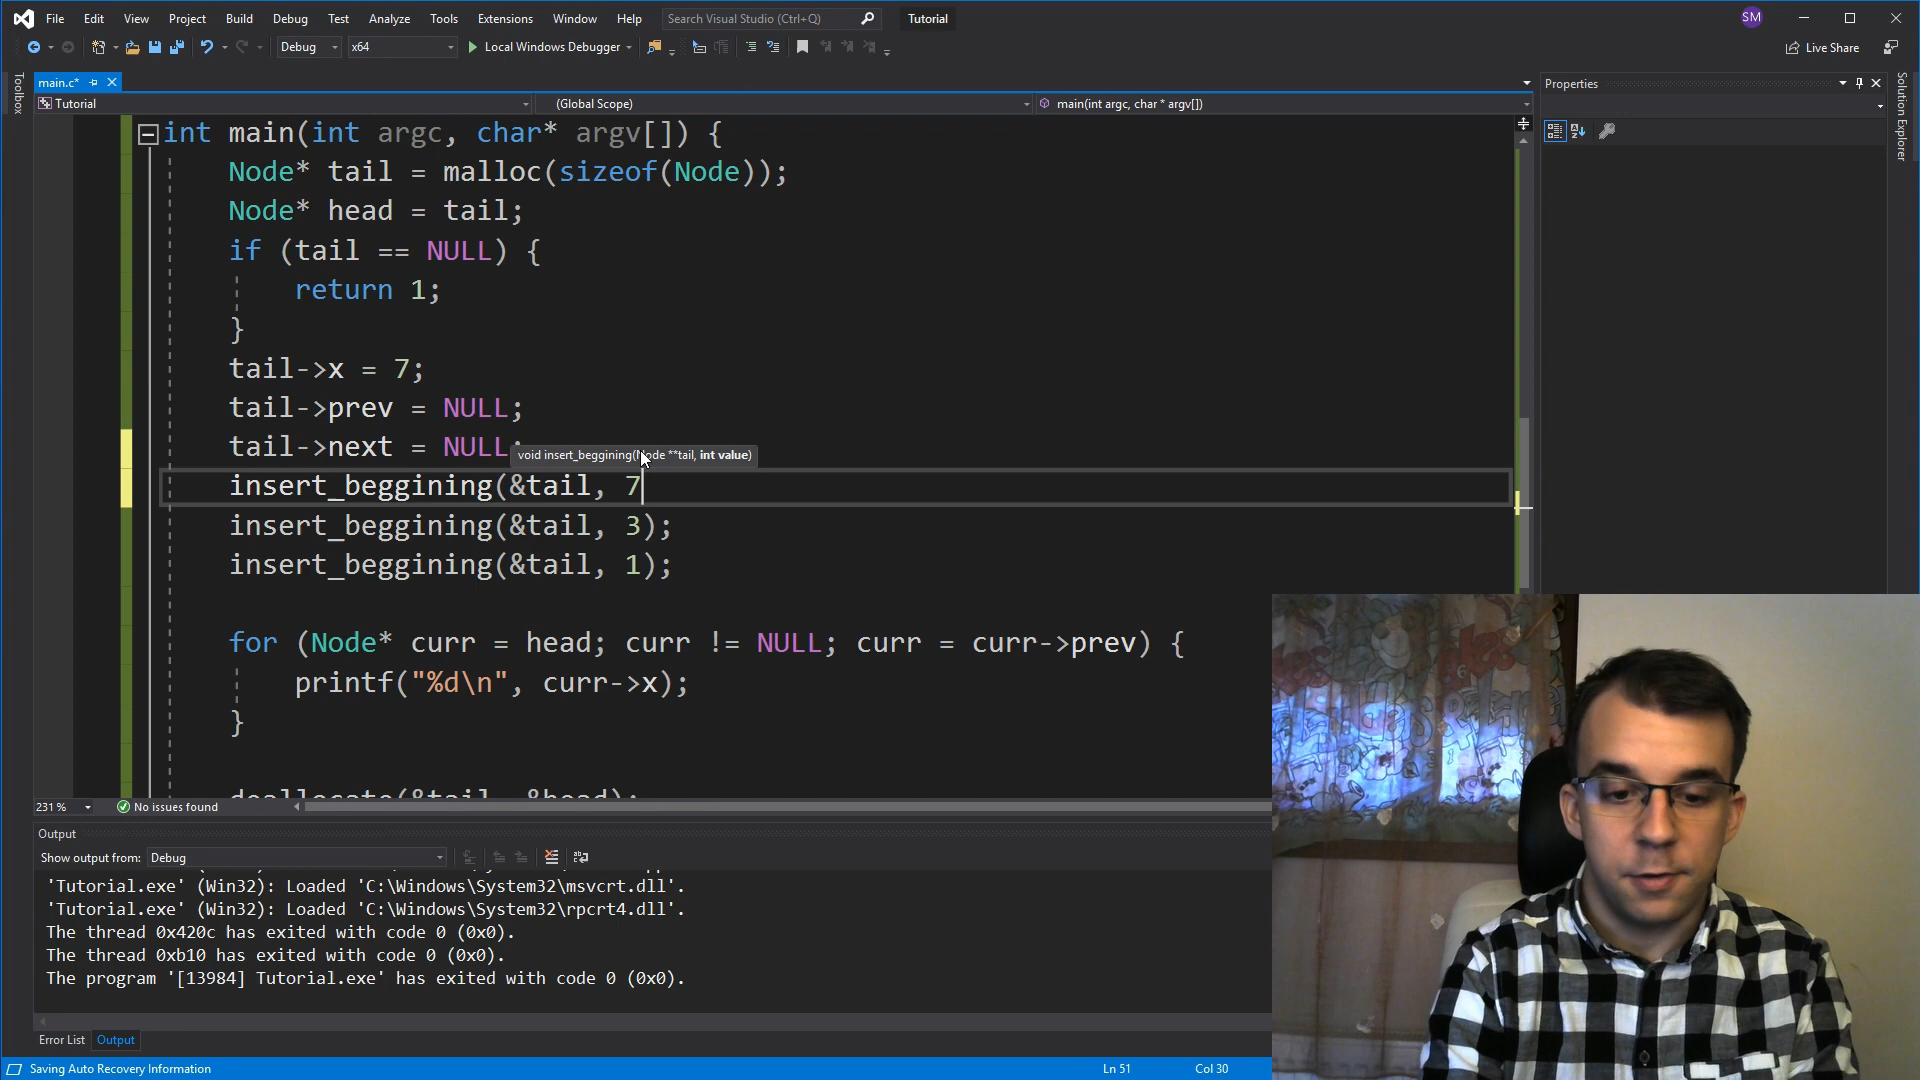 File Edit View Project Build Debug Test Analyze Tools Extensions Window Help Search Visual Studio (Ctrl+Q) Tutorial SM
Debug x64 Local Windows Debugger Live Share
Toolbox
main.c*
Tutorial (Global Scope) main(int argc, char * argv[])
int main(int argc, char* argv[]) {
Node* tail = malloc(sizeof(Node));
Node* head = tail;
if (tail == NULL) {
return 1;
}
tail->x = 7;
tail->prev = NULL;
tail->next = NULL;
void insert_beggining(Node **tail, int value)
insert_beggining(&tail, 7
insert_beggining(&tail, 3);
insert_beggining(&tail, 1);
for (Node* curr = head; curr != NULL; curr = curr->prev) {
printf("%d\n", curr->x);
}
deallocate(&tail, &head);
231 % No issues found
Output
Show output from: Debug
'Tutorial.exe' (Win32): Loaded 'C:\Windows\System32\msvcrt.dll'.
'Tutorial.exe' (Win32): Loaded 'C:\Windows\System32\rpcrt4.dll'.
The thread 0x420c has exited with code 0 (0x0).
The thread 0xb10 has exited with code 0 (0x0).
The program '[13984] Tutorial.exe' has exited with code 0 (0x0).
Error List Output
Saving Auto Recovery Information Ln 51 Col 30
Properties
Solution Explorer